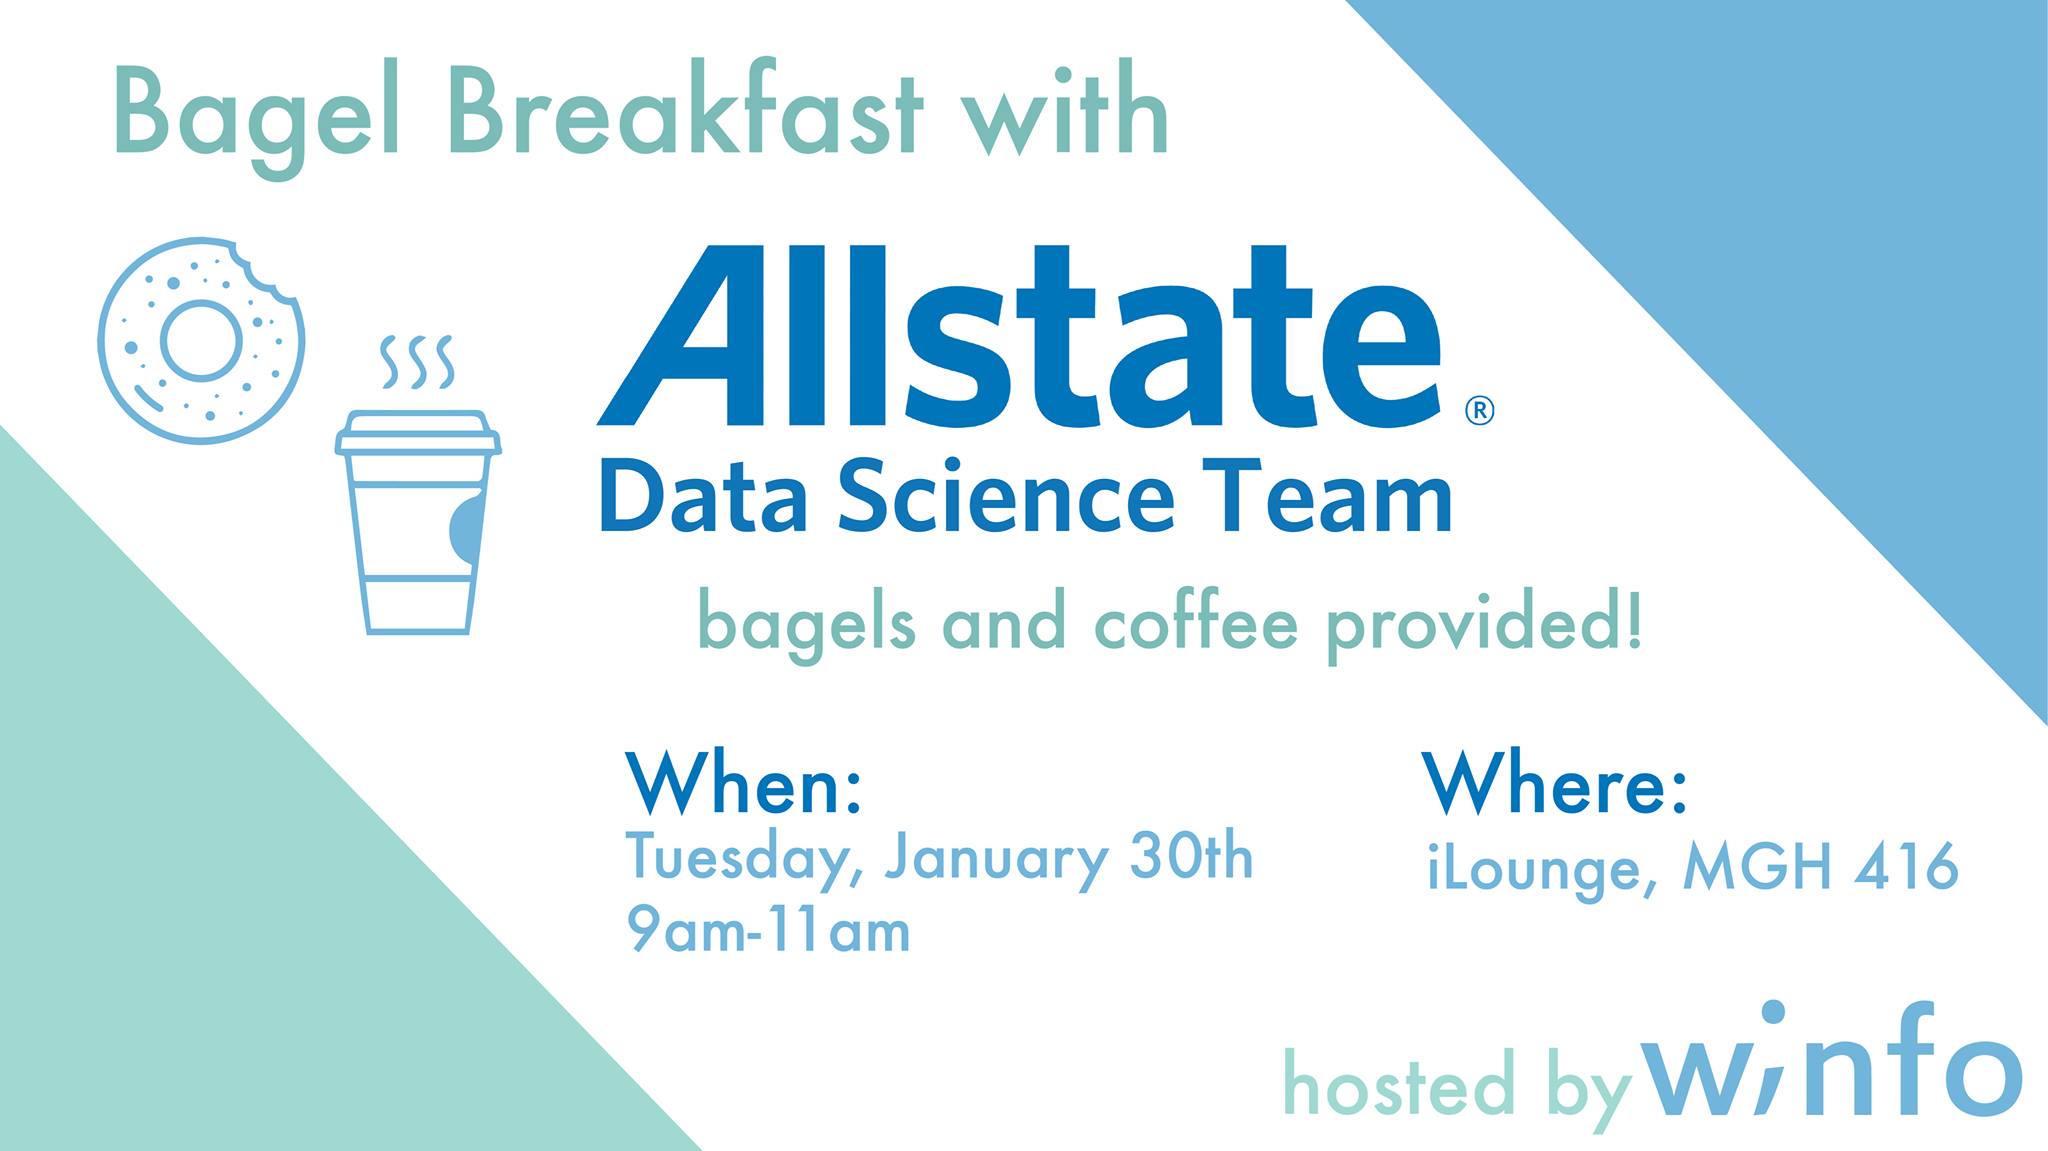 Bagel Breakfast with
Allstate®
Data Science Team
bagels and coffee provided!
When:
Tuesday, January 30th
9am-11am
Where:
iLounge, MGH 416
hosted by winfo